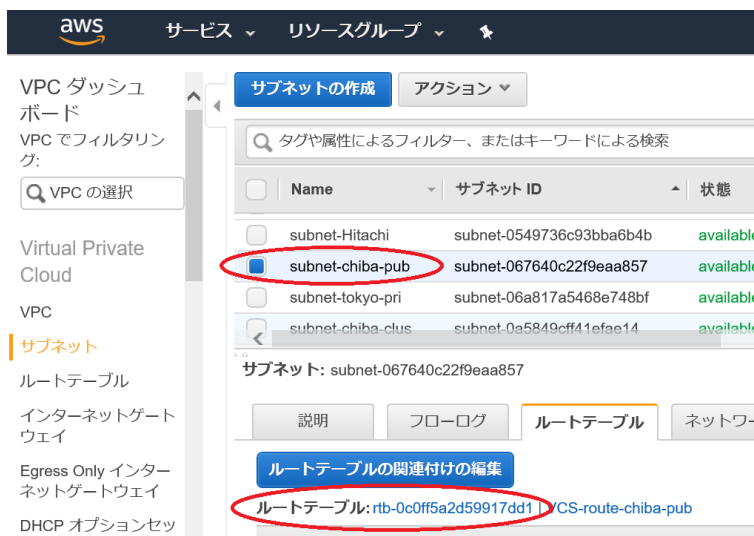 aws サービス リソースグループ
VPC ダッシュ
ボード
VPC でフィルタリン
グ:
VPC の選択
Virtual Private
Cloud
VPC
サブネット
ルートテーブル
インターネットゲート
ウェイ
Egress Only インター
ネットゲートウェイ
DHCP オプションセッ
サブネットの作成 アクション
タグや属性によるフィルター、またはキーワードによる検索
Name サブネット ID 状態
subnet-Hitachi subnet-0549736c93bba6b4b available
subnet-chiba-pub subnet-067640c22f9eaa857 available
subnet-tokyo-pri subnet-06a817a5468e748bf available
subnet-chiba-clus subnet-0a5849cff41efae14 available
サブネット: subnet-067640c22f9eaa857
説明 フローログ ルートテーブル ネットワー
ルートテーブルの関連付けの編集
ルートテーブル: rtb-0c0ff5a2d59917dd1 | VCS-route-chiba-pub